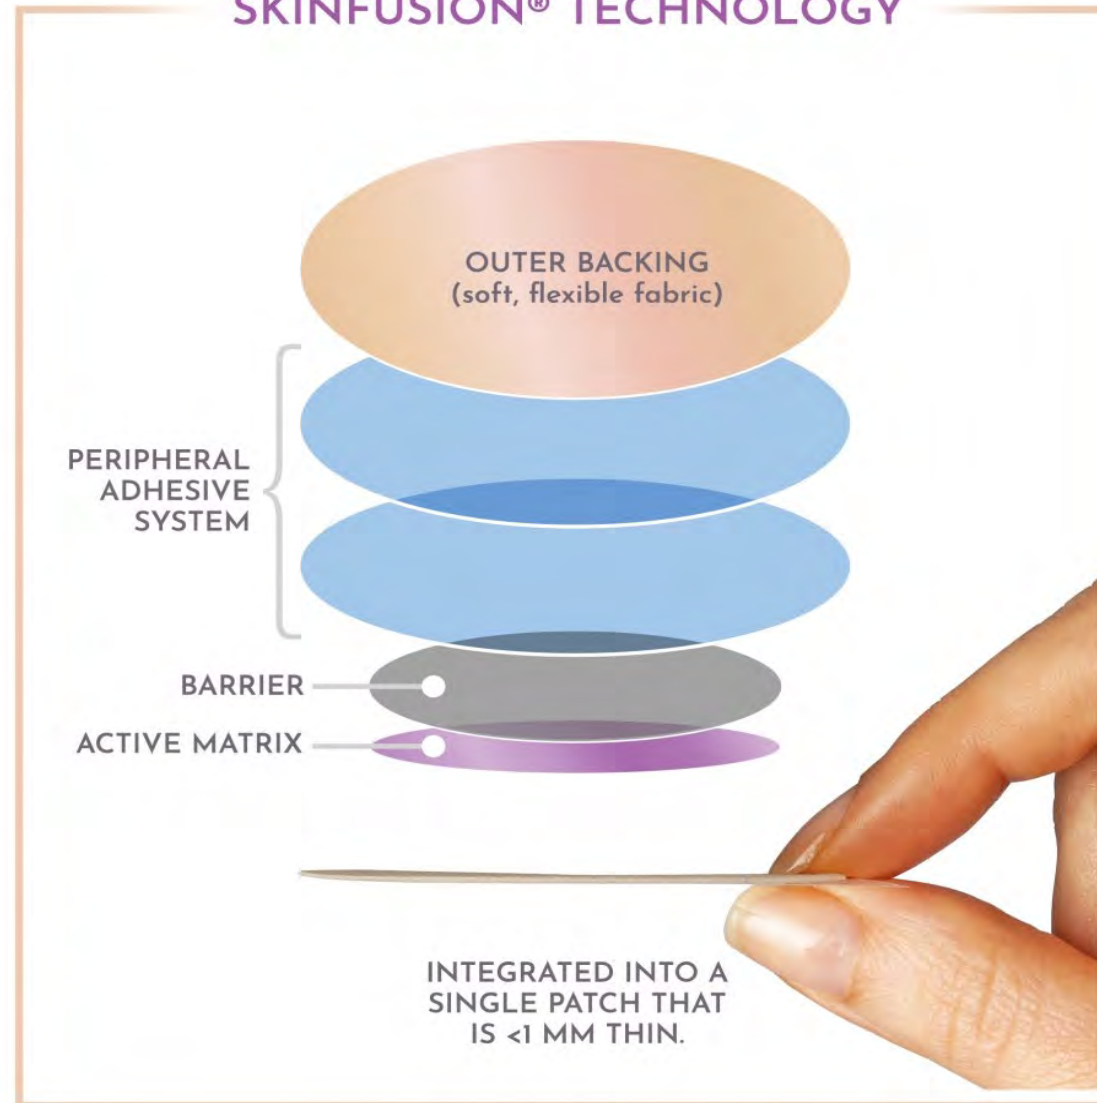 SKINFUSION® TECHNOLOGY
OUTER BACKING
(soft, flexible fabric)
PERIPHERAL
ADHESIVE
SYSTEM
BARRIER
ACTIVE MATRIX
INTEGRATED INTO A
SINGLE PATCH THAT
IS <1 MM THIN.